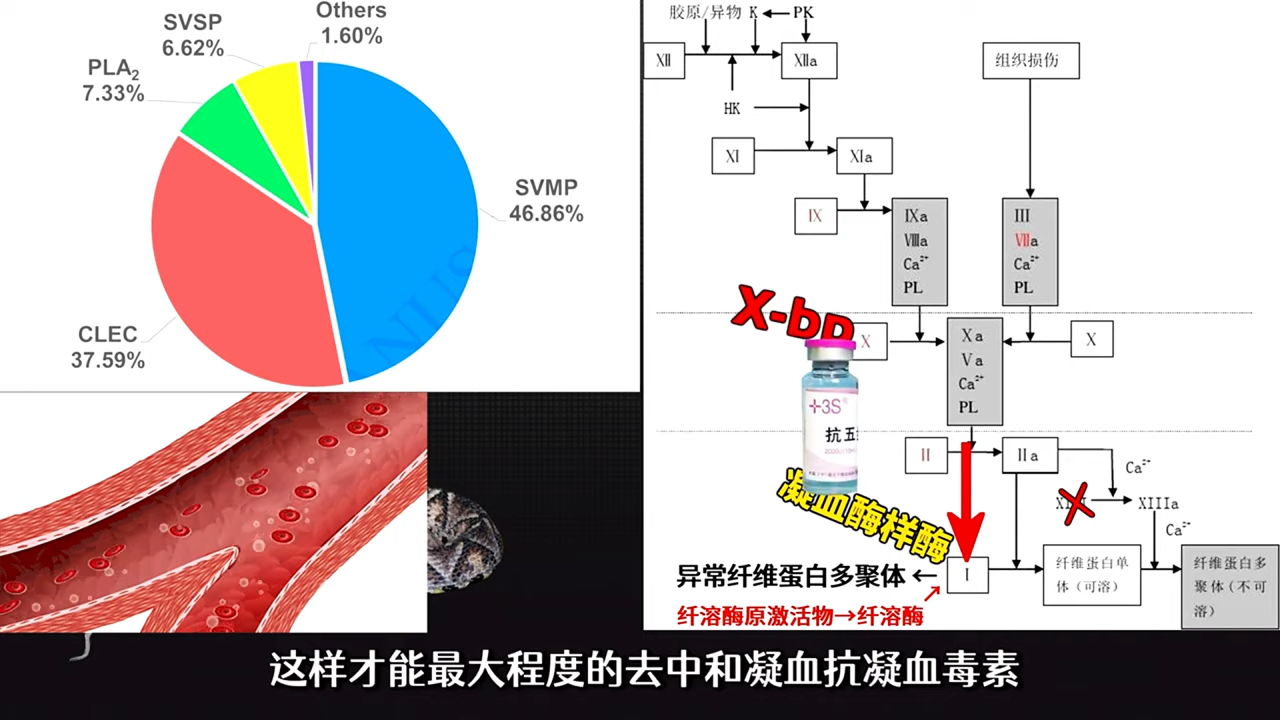 Others
1.60%
SVSP
6.62%
PLA₂
7.33%
SVMP
46.86%
CLEC
37.59%
NUS
胶原/异物 K PK
XII XIIa
组织损伤
HK
XI XIa
IX
IXa
VIIIa
Ca²⁺
PL
III
VIIa
Ca²⁺
PL
X-bp
X
Xa
Va
Ca²⁺
PL
X
+3S
抗五
II IIa
Ca²⁺
XIIIa
Ca²⁺
凝血酶样酶
异常纤维蛋白多聚体 ← I
纤溶酶原激活物→纤溶酶
纤维蛋白单
体（可溶）
纤维蛋白多
聚体(不可
溶）
这样才能最大程度的去中和凝血抗凝血毒素